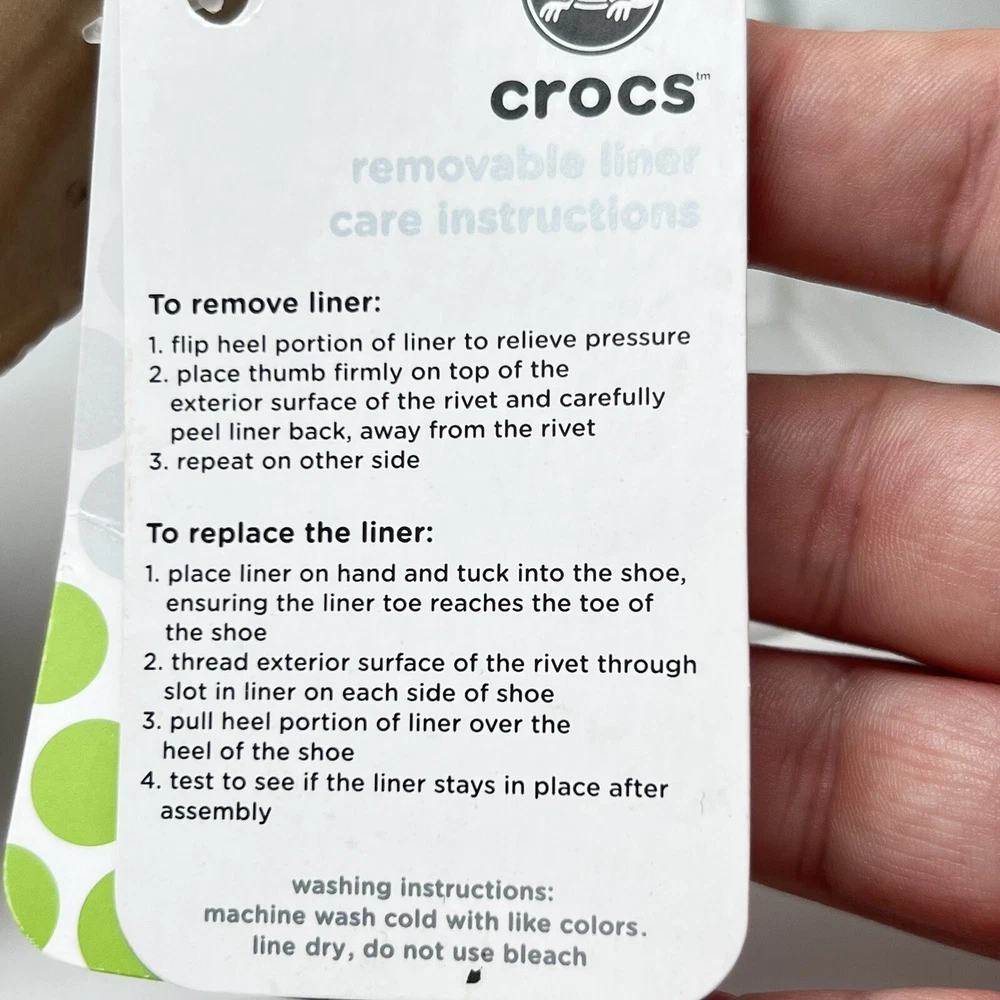 crocs™
removable liner
care instructions
To remove liner:
1. flip heel portion of liner to relieve pressure
2. place thumb firmly on top of the
exterior surface of the rivet and carefully
peel liner back, away from the rivet
3. repeat on other side
To replace the liner:
1. place liner on hand and tuck into the shoe,
ensuring the liner toe reaches the toe of
the shoe
2. thread exterior surface of the rivet through
slot in liner on each side of shoe
3. pull heel portion of liner over the
heel of the shoe
4. test to see if the liner stays in place after
assembly
washing instructions:
machine wash cold with like colors.
line dry, do not use bleach